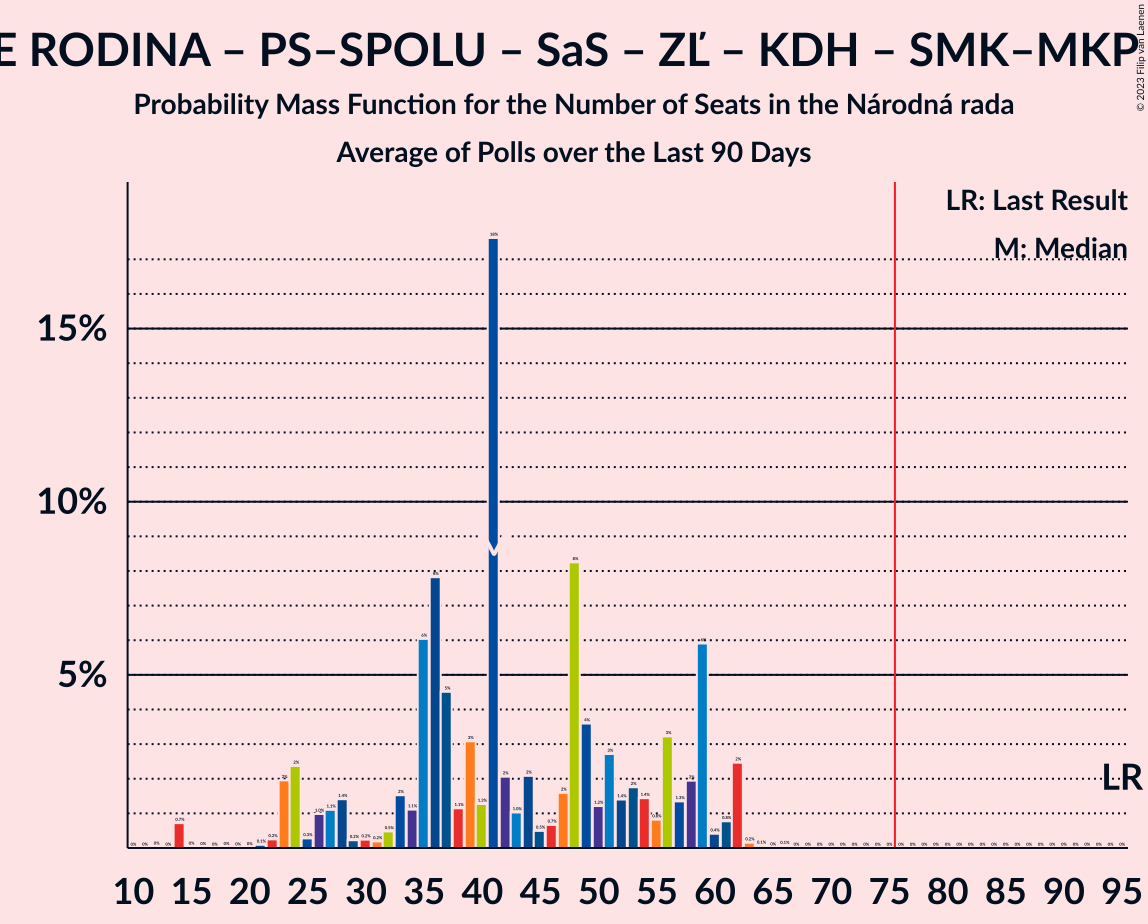 E RODINA – PS–SPOLU – SaS – ZĽ – KDH – SMK–MKP
Probability Mass Function for the Number of Seats in the Národná rada
Average of Polls over the Last 90 Days
© 2023 Filip van Laenen
LR: Last Result
M: Median
15%
10%
5%
M
LR
10 15 20 25 30 35 40 45 50 55 60 65 70 75 80 85 90 95